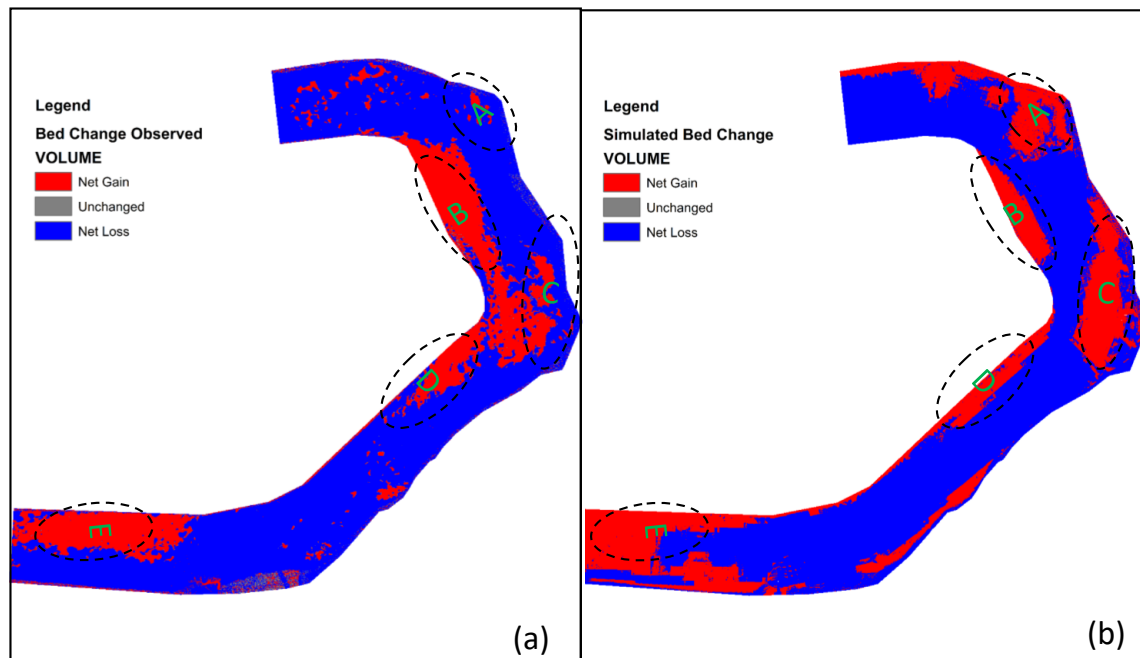 Legend
Bed Change Observed
VOLUME
Net Gain
Unchanged
Net Loss
A
B
C
D
E
(a)
Legend
Simulated Bed Change
VOLUME
Net Gain
Unchanged
Net Loss
A
B
C
D
E
(b)